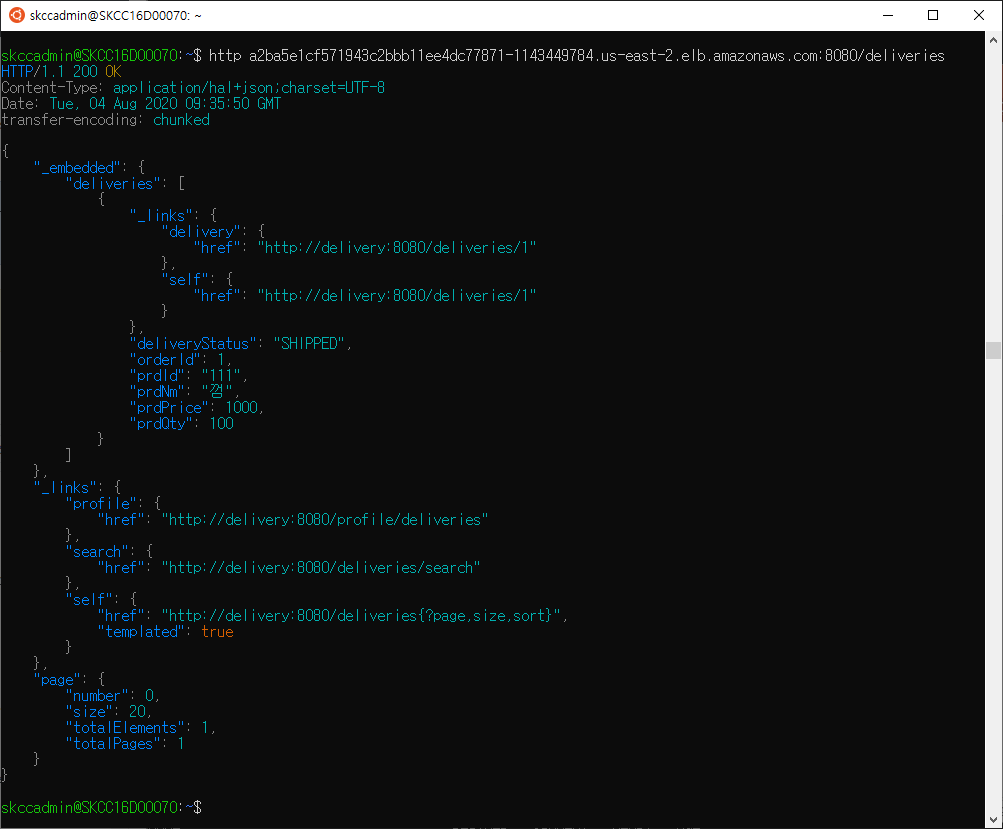 skccadmin@SKCC16D00070: ~
skccadmin@SKCC16D00070:~$ http a2ba5e1cf571943c2bbb11ee4dc77871-1143449784.us-east-2.elb.amazonaws.com:8080/deliveries
HTTP/1.1 200 OK
Content-Type: application/hal+json;charset=UTF-8
Date: Tue, 04 Aug 2020 09:35:50 GMT
transfer-encoding: chunked
{
"_embedded": {
"deliveries": [
{
"_links": {
"delivery": {
"href": "http://delivery:8080/deliveries/1"
},
"self": {
"href": "http://delivery:8080/deliveries/1"
}
},
"deliveryStatus": "SHIPPED",
"orderId": 1,
"prdId": "111",
"prdNm": "껌",
"prdPrice": 1000,
"prdQty": 100
}
]
},
"_links": {
"profile": {
"href": "http://delivery:8080/profile/deliveries"
},
"search": {
"href": "http://delivery:8080/deliveries/search"
},
"self": {
"href": "http://delivery:8080/deliveries{?page,size,sort}",
"templated": true
}
},
"page": {
"number": 0,
"size": 20,
"totalElements": 1,
"totalPages": 1
}
}
skccadmin@SKCC16D00070:~$